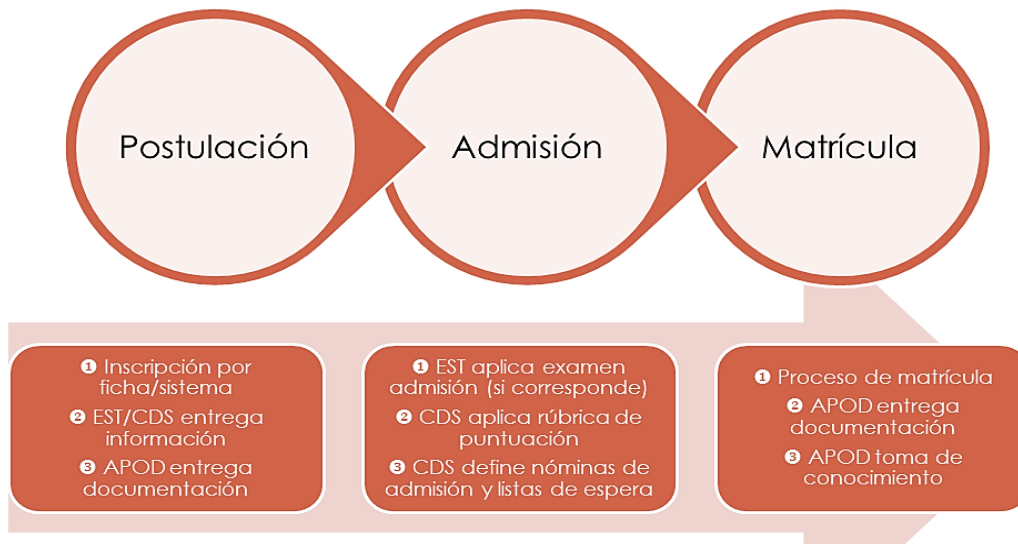 Postulación
Admisión
Matrícula
❶ Inscripción por
ficha/sistema
❷ EST/CDS entrega
información
❸ APOD entrega
documentación
❶ EST aplica examen
admisión (si corresponde)
❷ CDS aplica rúbrica de
puntuación
❸ CDS define nóminas de
admisión y listas de espera
❶ Proceso de matrícula
❷ APOD entrega
documentación
❸ APOD toma de
conocimiento